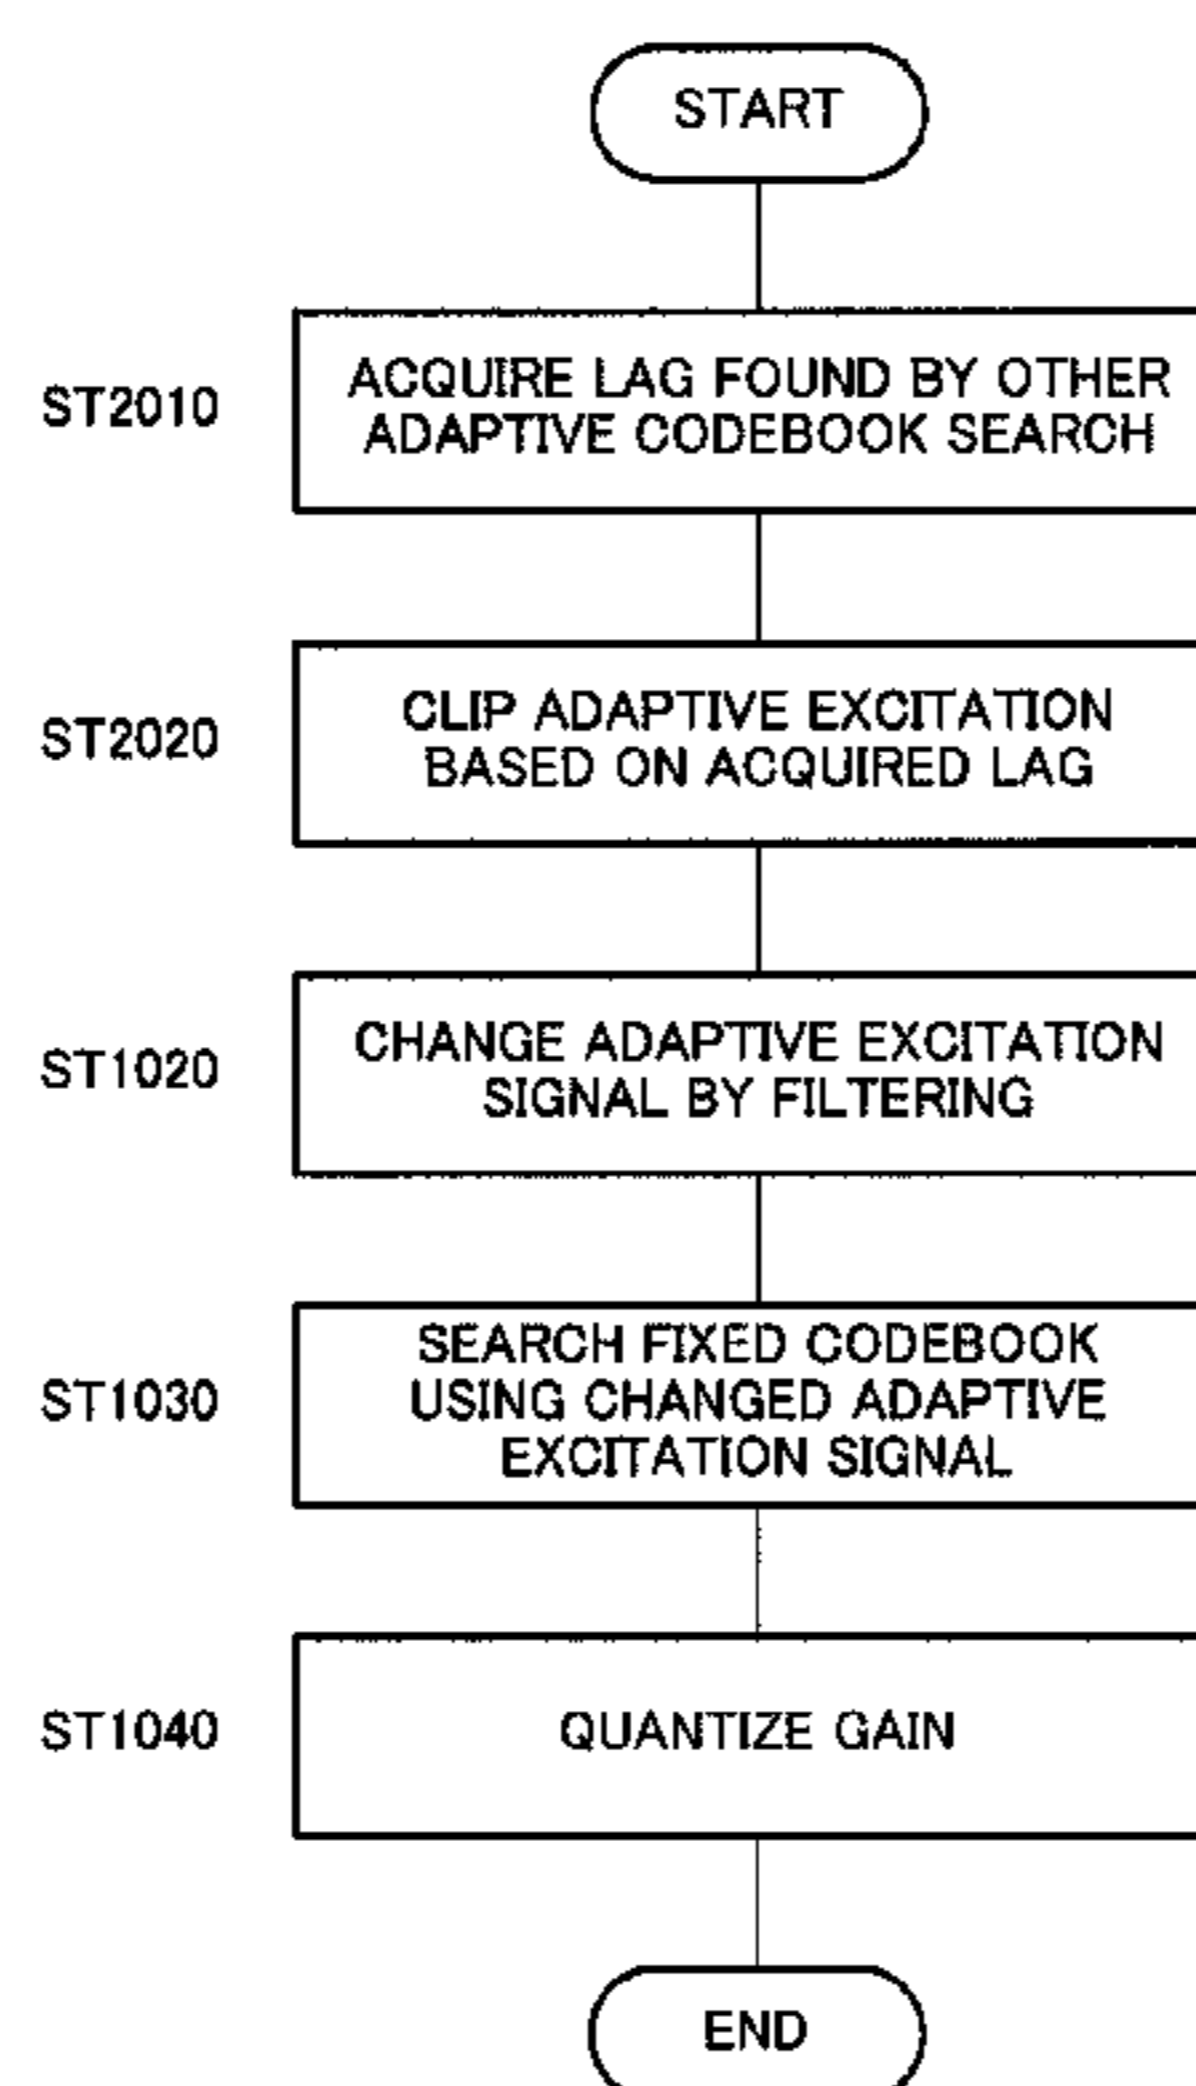 START
ST2010
ACQUIRE LAG FOUND BY OTHER
ADAPTIVE CODEBOOK SEARCH
ST2020
CLIP ADAPTIVE EXCITATION
BASED ON ACQUIRED LAG
ST1020
CHANGE ADAPTIVE EXCITATION
SIGNAL BY FILTERING
ST1030
SEARCH FIXED CODEBOOK
USING CHANGED ADAPTIVE
EXCITATION SIGNAL
ST1040
QUANTIZE GAIN
END